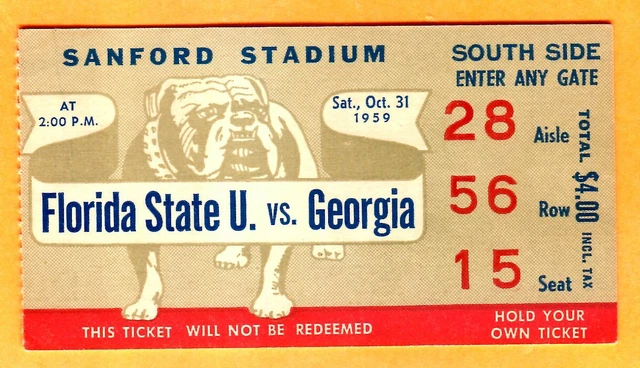 SANFORD STADIUM
AT
2:00 P.M.
Sat., Oct. 31
1959
Florida State U. vs. Georgia
THIS TICKET WILL NOT BE REDEEMED
SOUTH SIDE
ENTER ANY GATE
28 Aisle
56 Row
15 Seat
TOTAL $4.00 INCL. TAX
HOLD YOUR
OWN TICKET